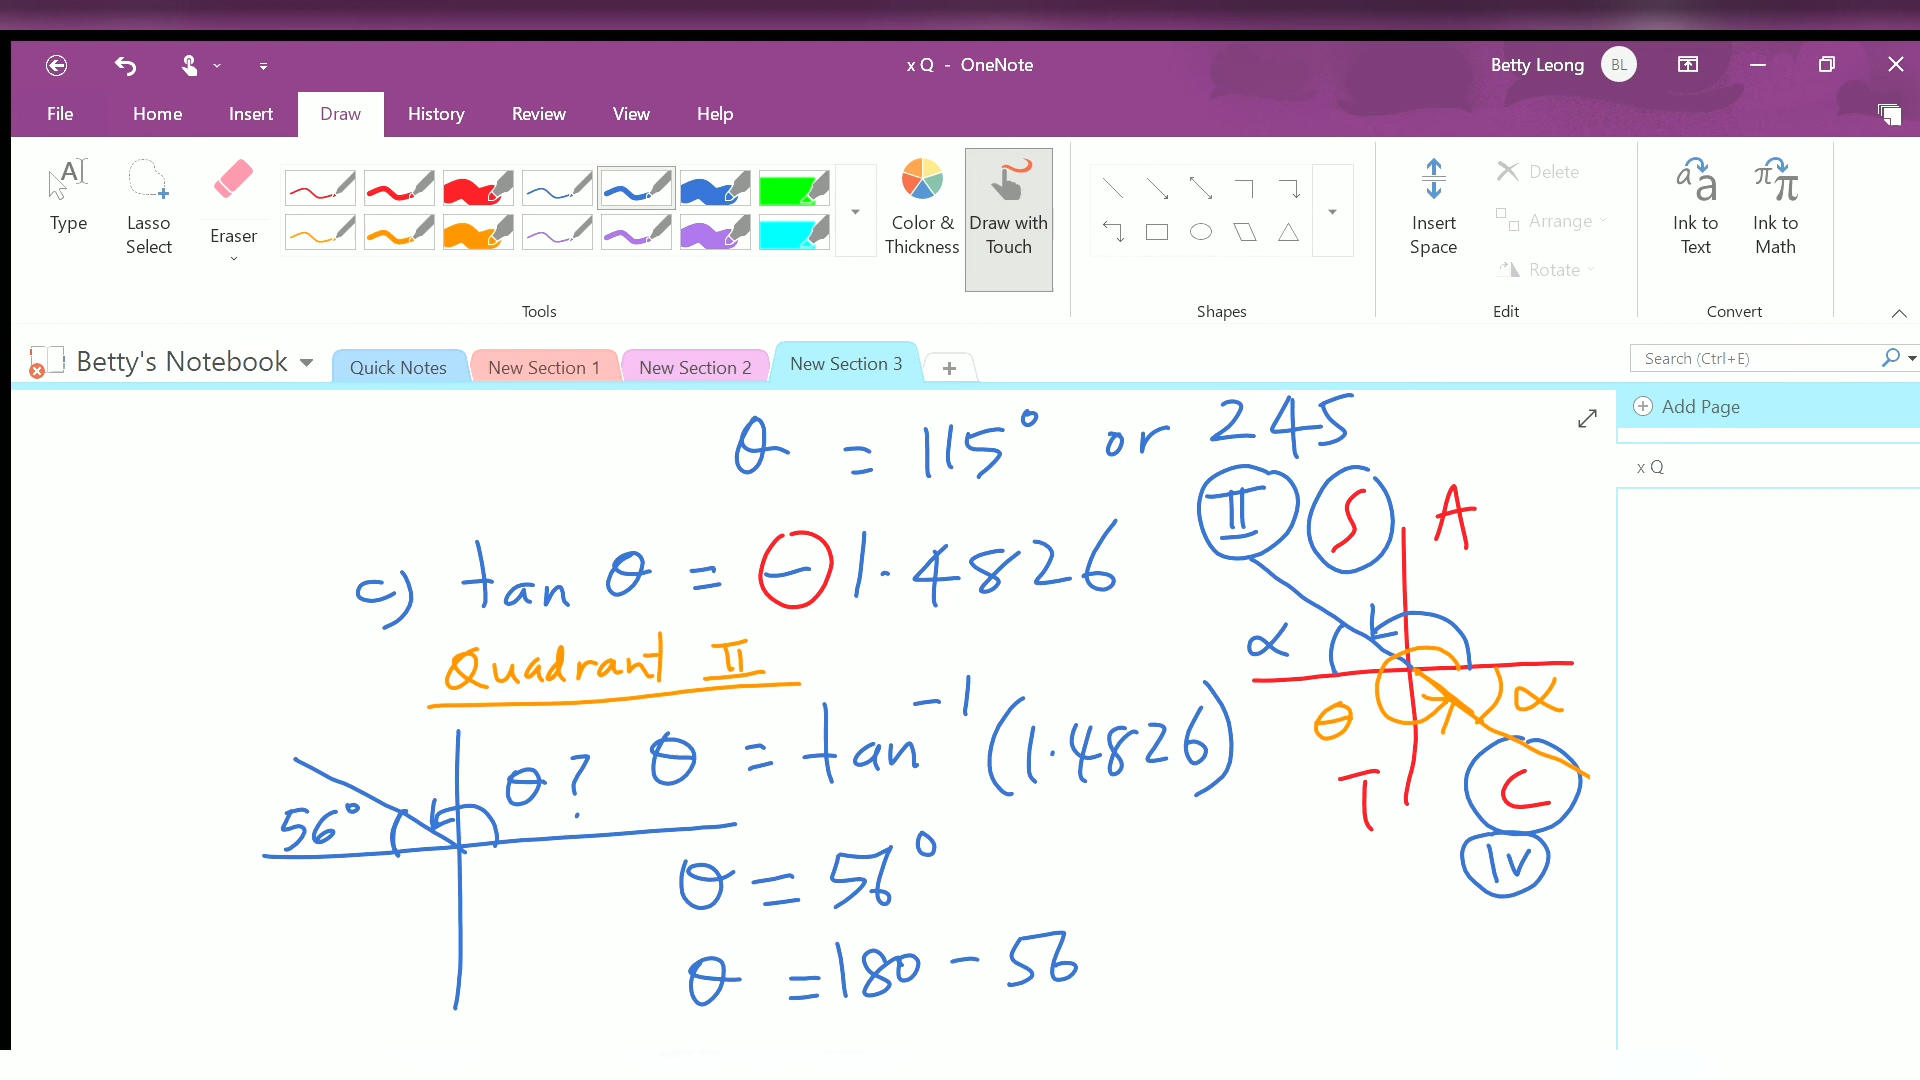 x Q - OneNote
Betty Leong
BL
File Home Insert Draw History Review View Help
Type
Lasso Select
Eraser
Color & Thickness
Draw with Touch
Insert Space
Delete
Arrange
Rotate
Ink to Text
Ink to Math
Tools
Shapes
Edit
Convert
Betty's Notebook
Quick Notes
New Section 1
New Section 2
New Section 3
Search (Ctrl+E)
Add Page
x Q
θ = 115° or 245
II S A
c) tan θ = -1.4826
α
Quadrant II
θ α
θ = tan⁻¹ (1.4826)
θ?
56°
T C
IV
θ = 56°
θ = 180 - 56